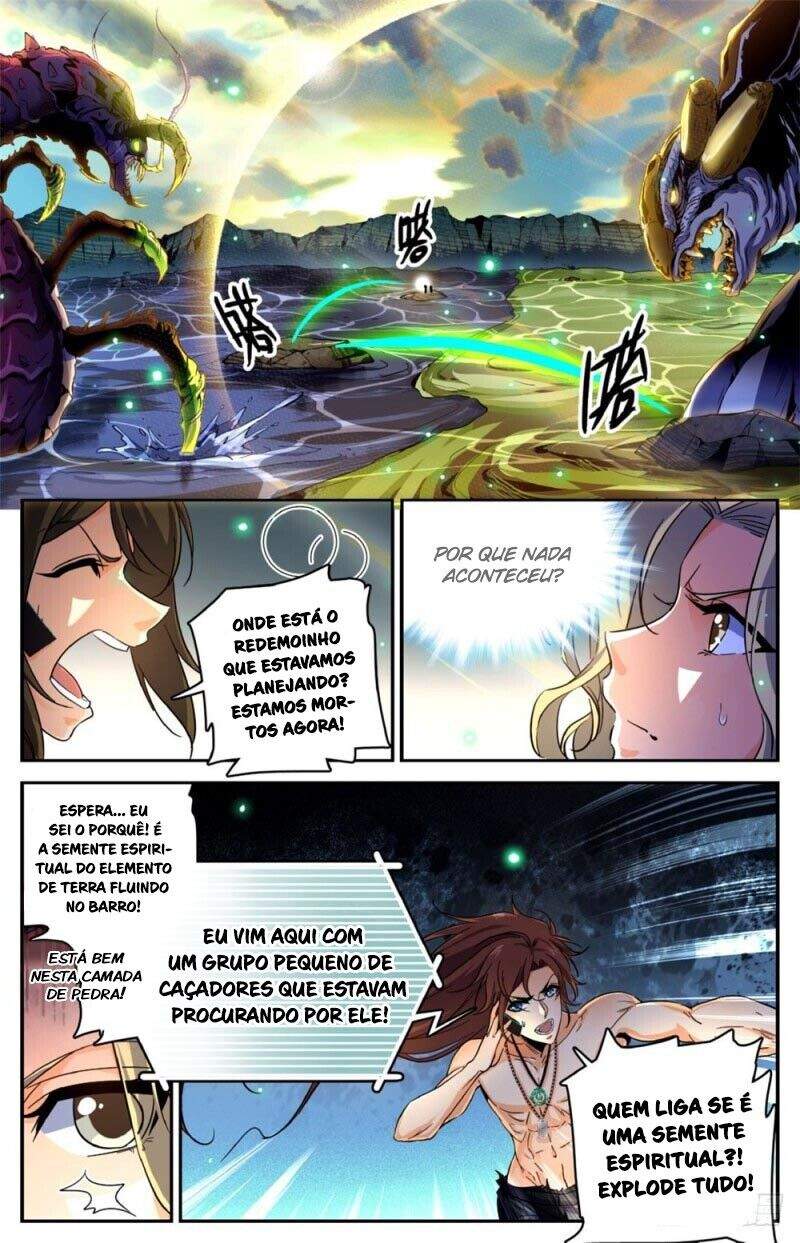 嗒
嗒
嗒
ONDE ESTÁ O
REDEMOINHO
QUE ESTAVAMOS
PLANEJANDO?
ESTAMOS MOR-
TOS AGORA!
POR QUE NADA
ACONTECEU?
ESPERA... EU
SEI O PORQUÊ! É
A SEMENTE ESPIRI-
TUAL DO ELEMENTO
DE TERRA FLUINDO
NO BARRO!
ESTÁ BEM
NESTA CAMADA
DE PEDRA!
EU VIM AQUI COM
UM GRUPO PEQUENO DE
CAÇADORES QUE ESTAVAM
PROCURANDO POR ELE!
QUEM LIGA SE É
UMA SEMENTE
ESPIRITUAL?!
EXPLODE TUDO!